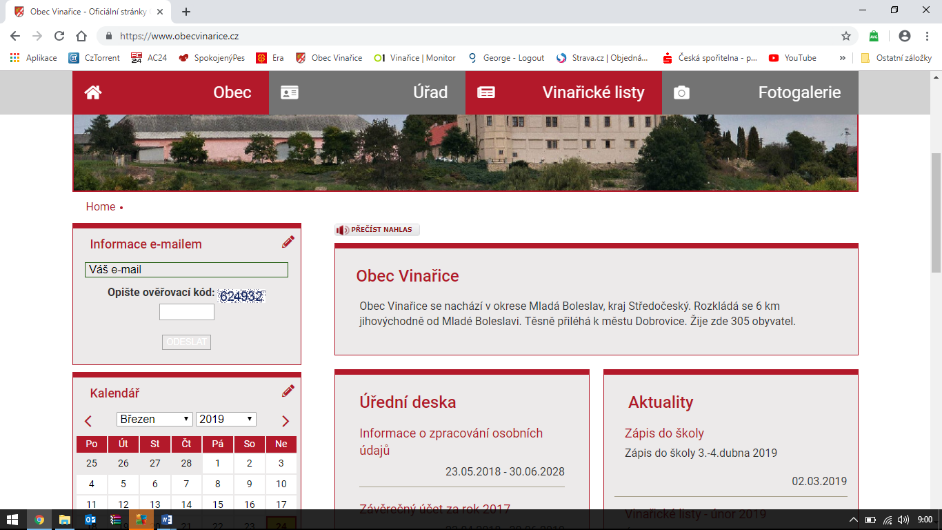 Obec Vinařice - Oficiální stránky
https://www.obecvinarice.cz
Aplikace CzTorrent AC24 SpokojenýPes Era Obec Vinařice Vinařice | Monitor George - Logout Strava.cz | Objedná... Česká spořitelna - p... YouTube » Ostatní záložky
Obec Úřad Vinařické listy Fotogalerie
Home
PŘEČÍST NAHLAS
Informace e-mailem
Váš e-mail
Opište ověřovací kód: 624932
ODESLAT
Obec Vinařice
Obec Vinařice se nachází v okrese Mladá Boleslav, kraj Středočeský. Rozkládá se 6 km
jihovýchodně od Mladé Boleslavi. Těsně přiléhá k městu Dobrovice. Žije zde 305 obyvatel.
Kalendář
Březen 2019
Po Út St Čt Pá So Ne
25 26 27 28 1 2 3
4 5 6 7 8 9 10
11 12 13 14 15 16 17
24
Úřední deska
Informace o zpracování osobních
údajů
23.05.2018 - 30.06.2028
Závěrečný účet za rok 2017
Aktuality
Zápis do školy
Zápis do školy 3.-4.dubna 2019
02.03.2019
Vinařické listy - únor 2019
9:00